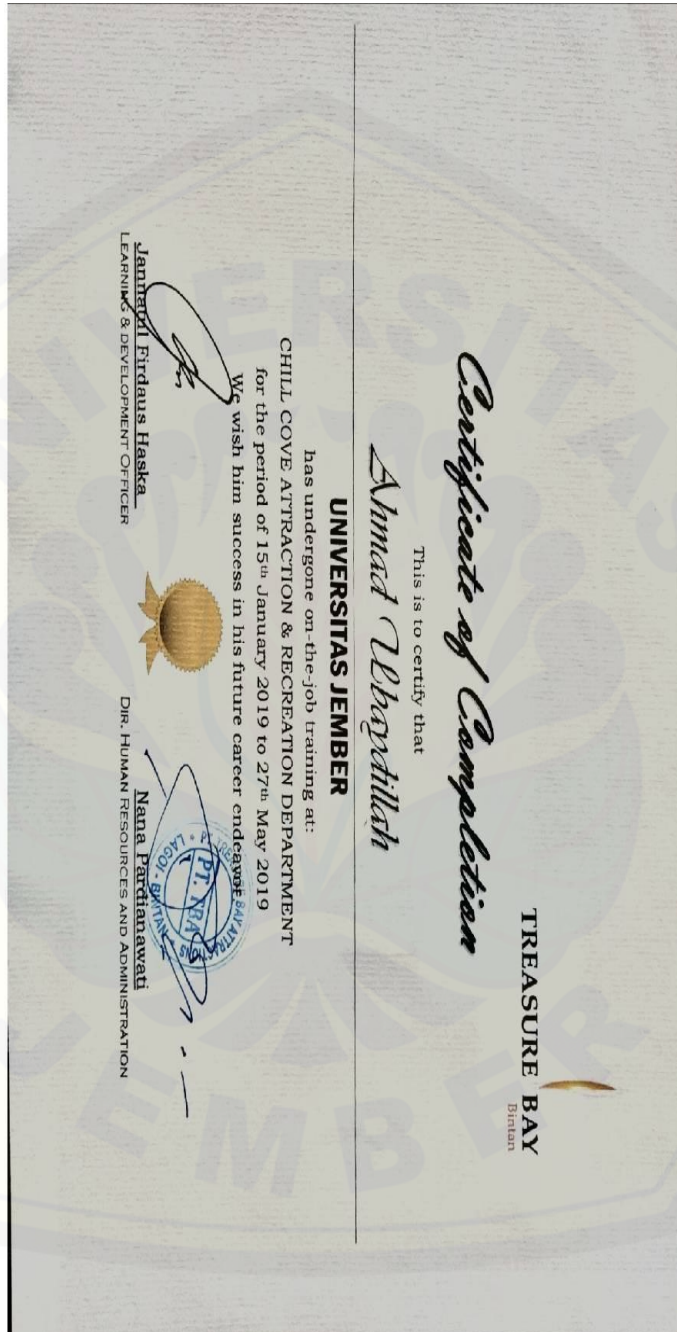 TREASURE BAY
Bintan
Certificate of Completion
This is to certify that
Ahmad Ubaydillah
UNIVERSITAS JEMBER
has undergone on-the-job training at:
CHILL COVE ATTRACTION & RECREATION DEPARTMENT
for the period of 15th January 2019 to 27th May 2019
We wish him success in his future career endeavor
Jannatul Firdaus Haska
LEARNING & DEVELOPMENT OFFICER
PT. TBA
LAGOI - BINTAN
Nana Pardianawati
DIR. HUMAN RESOURCES AND ADMINISTRATION
UNIVERSITAS
JEMBER